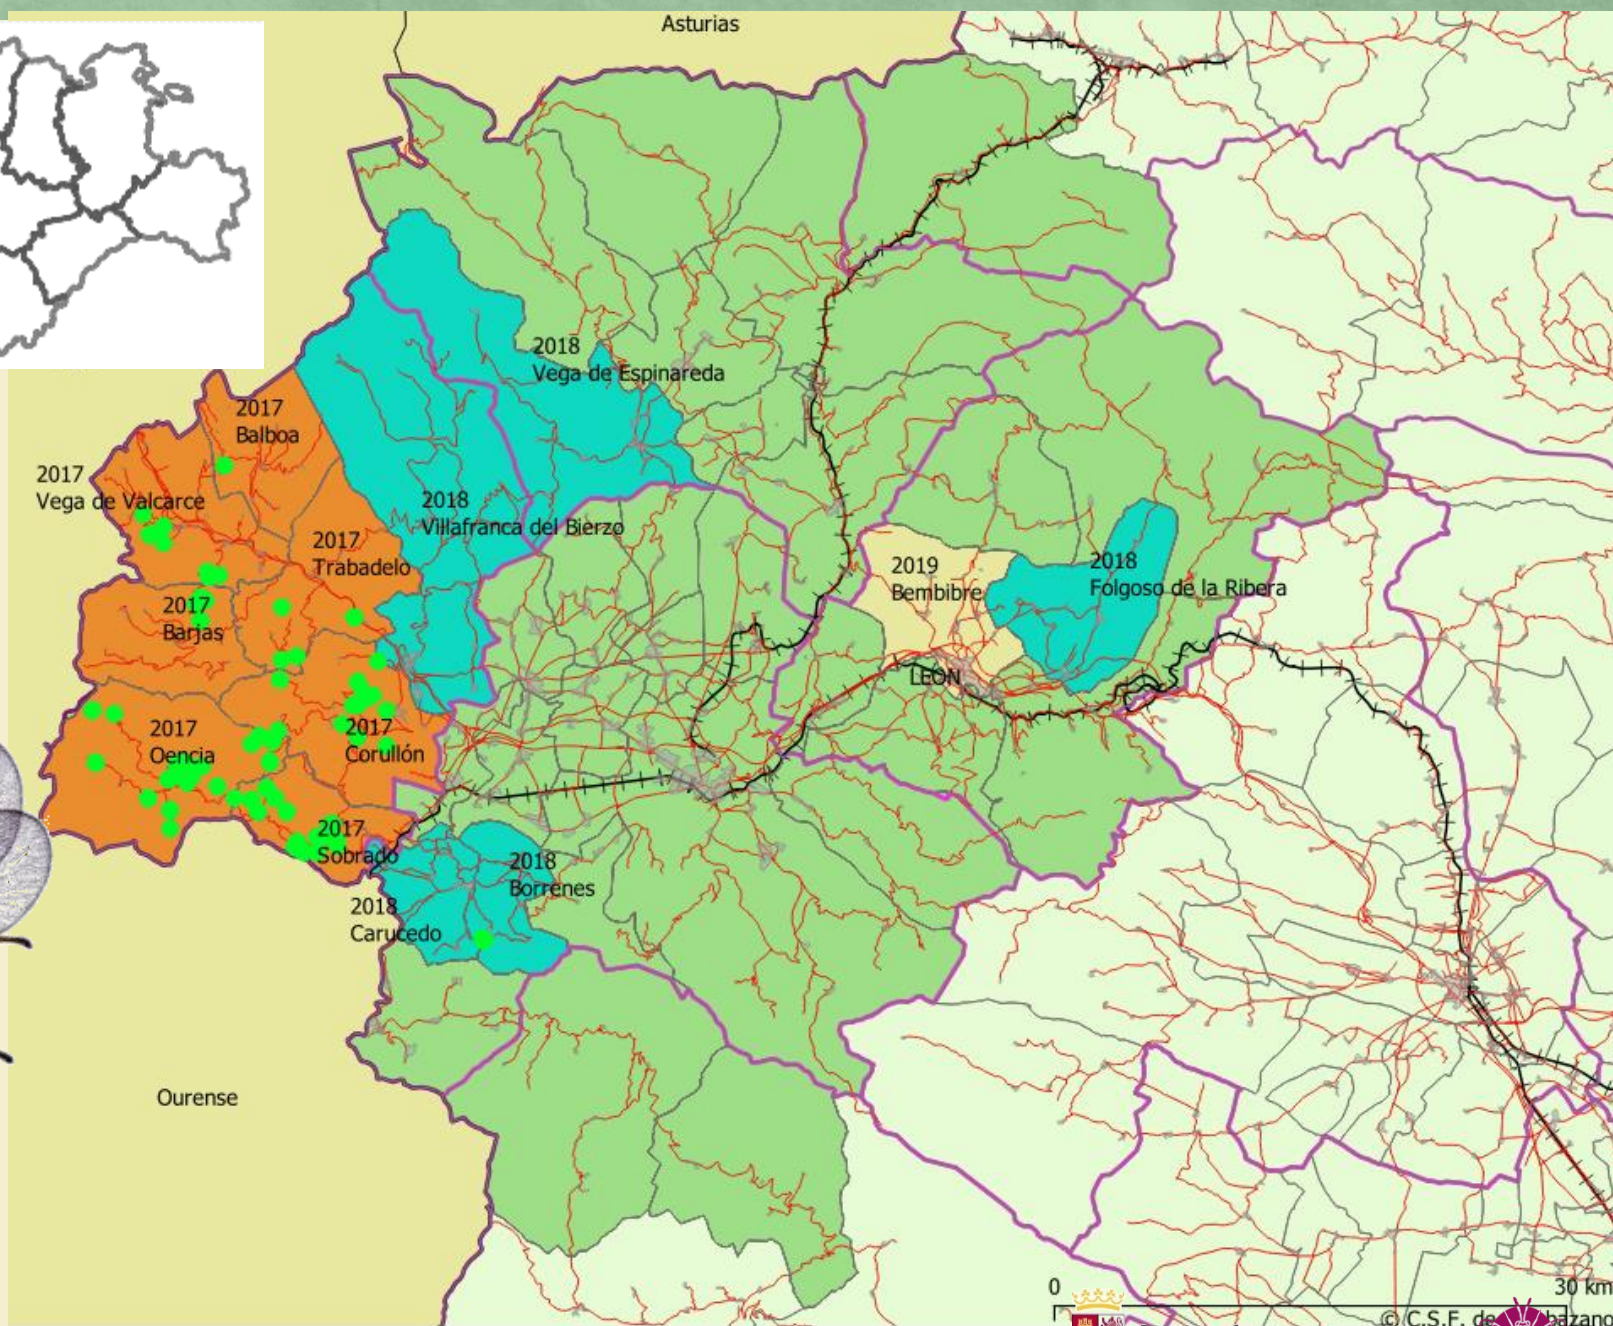 Asturias
2018
Vega de Espinareda
2017
Balboa
2017
Vega de Valcarce
2018
Villafranca del Bierzo
2017
Trabadelo
2019
Bembibre
2018
Folgoso de la Ribera
2017
Barjas
LEON
2017
Oencia
2017
Corullón
2017
Sobrado
2018
Borrenes
2018
Carucedo
Ourense
0
30 km
© C.S.F. de